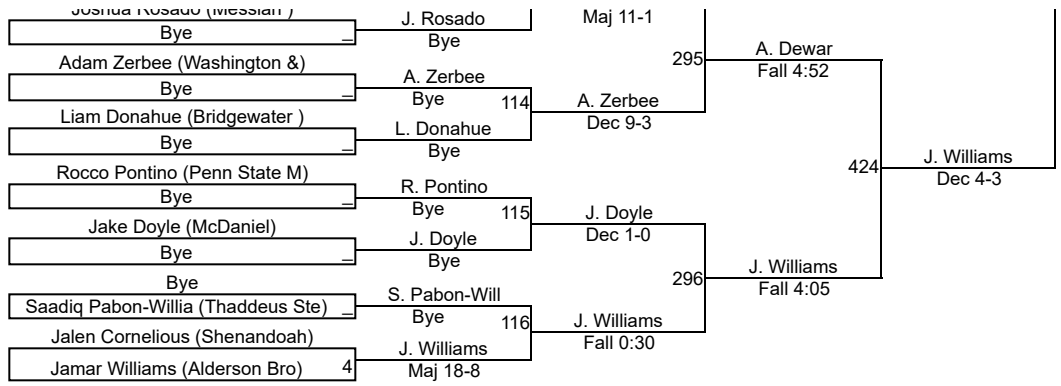 Joshua Rosado (Messiah )
Bye _
Adam Zerbee (Washington &)
Bye _
Liam Donahue (Bridgewater )
Bye _
Rocco Pontino (Penn State M)
Bye _
Jake Doyle (McDaniel)
Bye _
Bye
Saadiq Pabon-Willia (Thaddeus Ste) _
Jalen Cornelious (Shenandoah)
Jamar Williams (Alderson Bro) 4
J. Rosado
Bye
A. Zerbee
Bye
114
L. Donahue
Bye
R. Pontino
Bye
115
J. Doyle
Bye
S. Pabon-Will
Bye
116
J. Williams
Maj 18-8
Maj 11-1
295
A. Zerbee
Dec 9-3
J. Doyle
Dec 1-0
296
J. Williams
Fall 0:30
A. Dewar
Fall 4:52
424
J. Williams
Fall 4:05
J. Williams
Dec 4-3